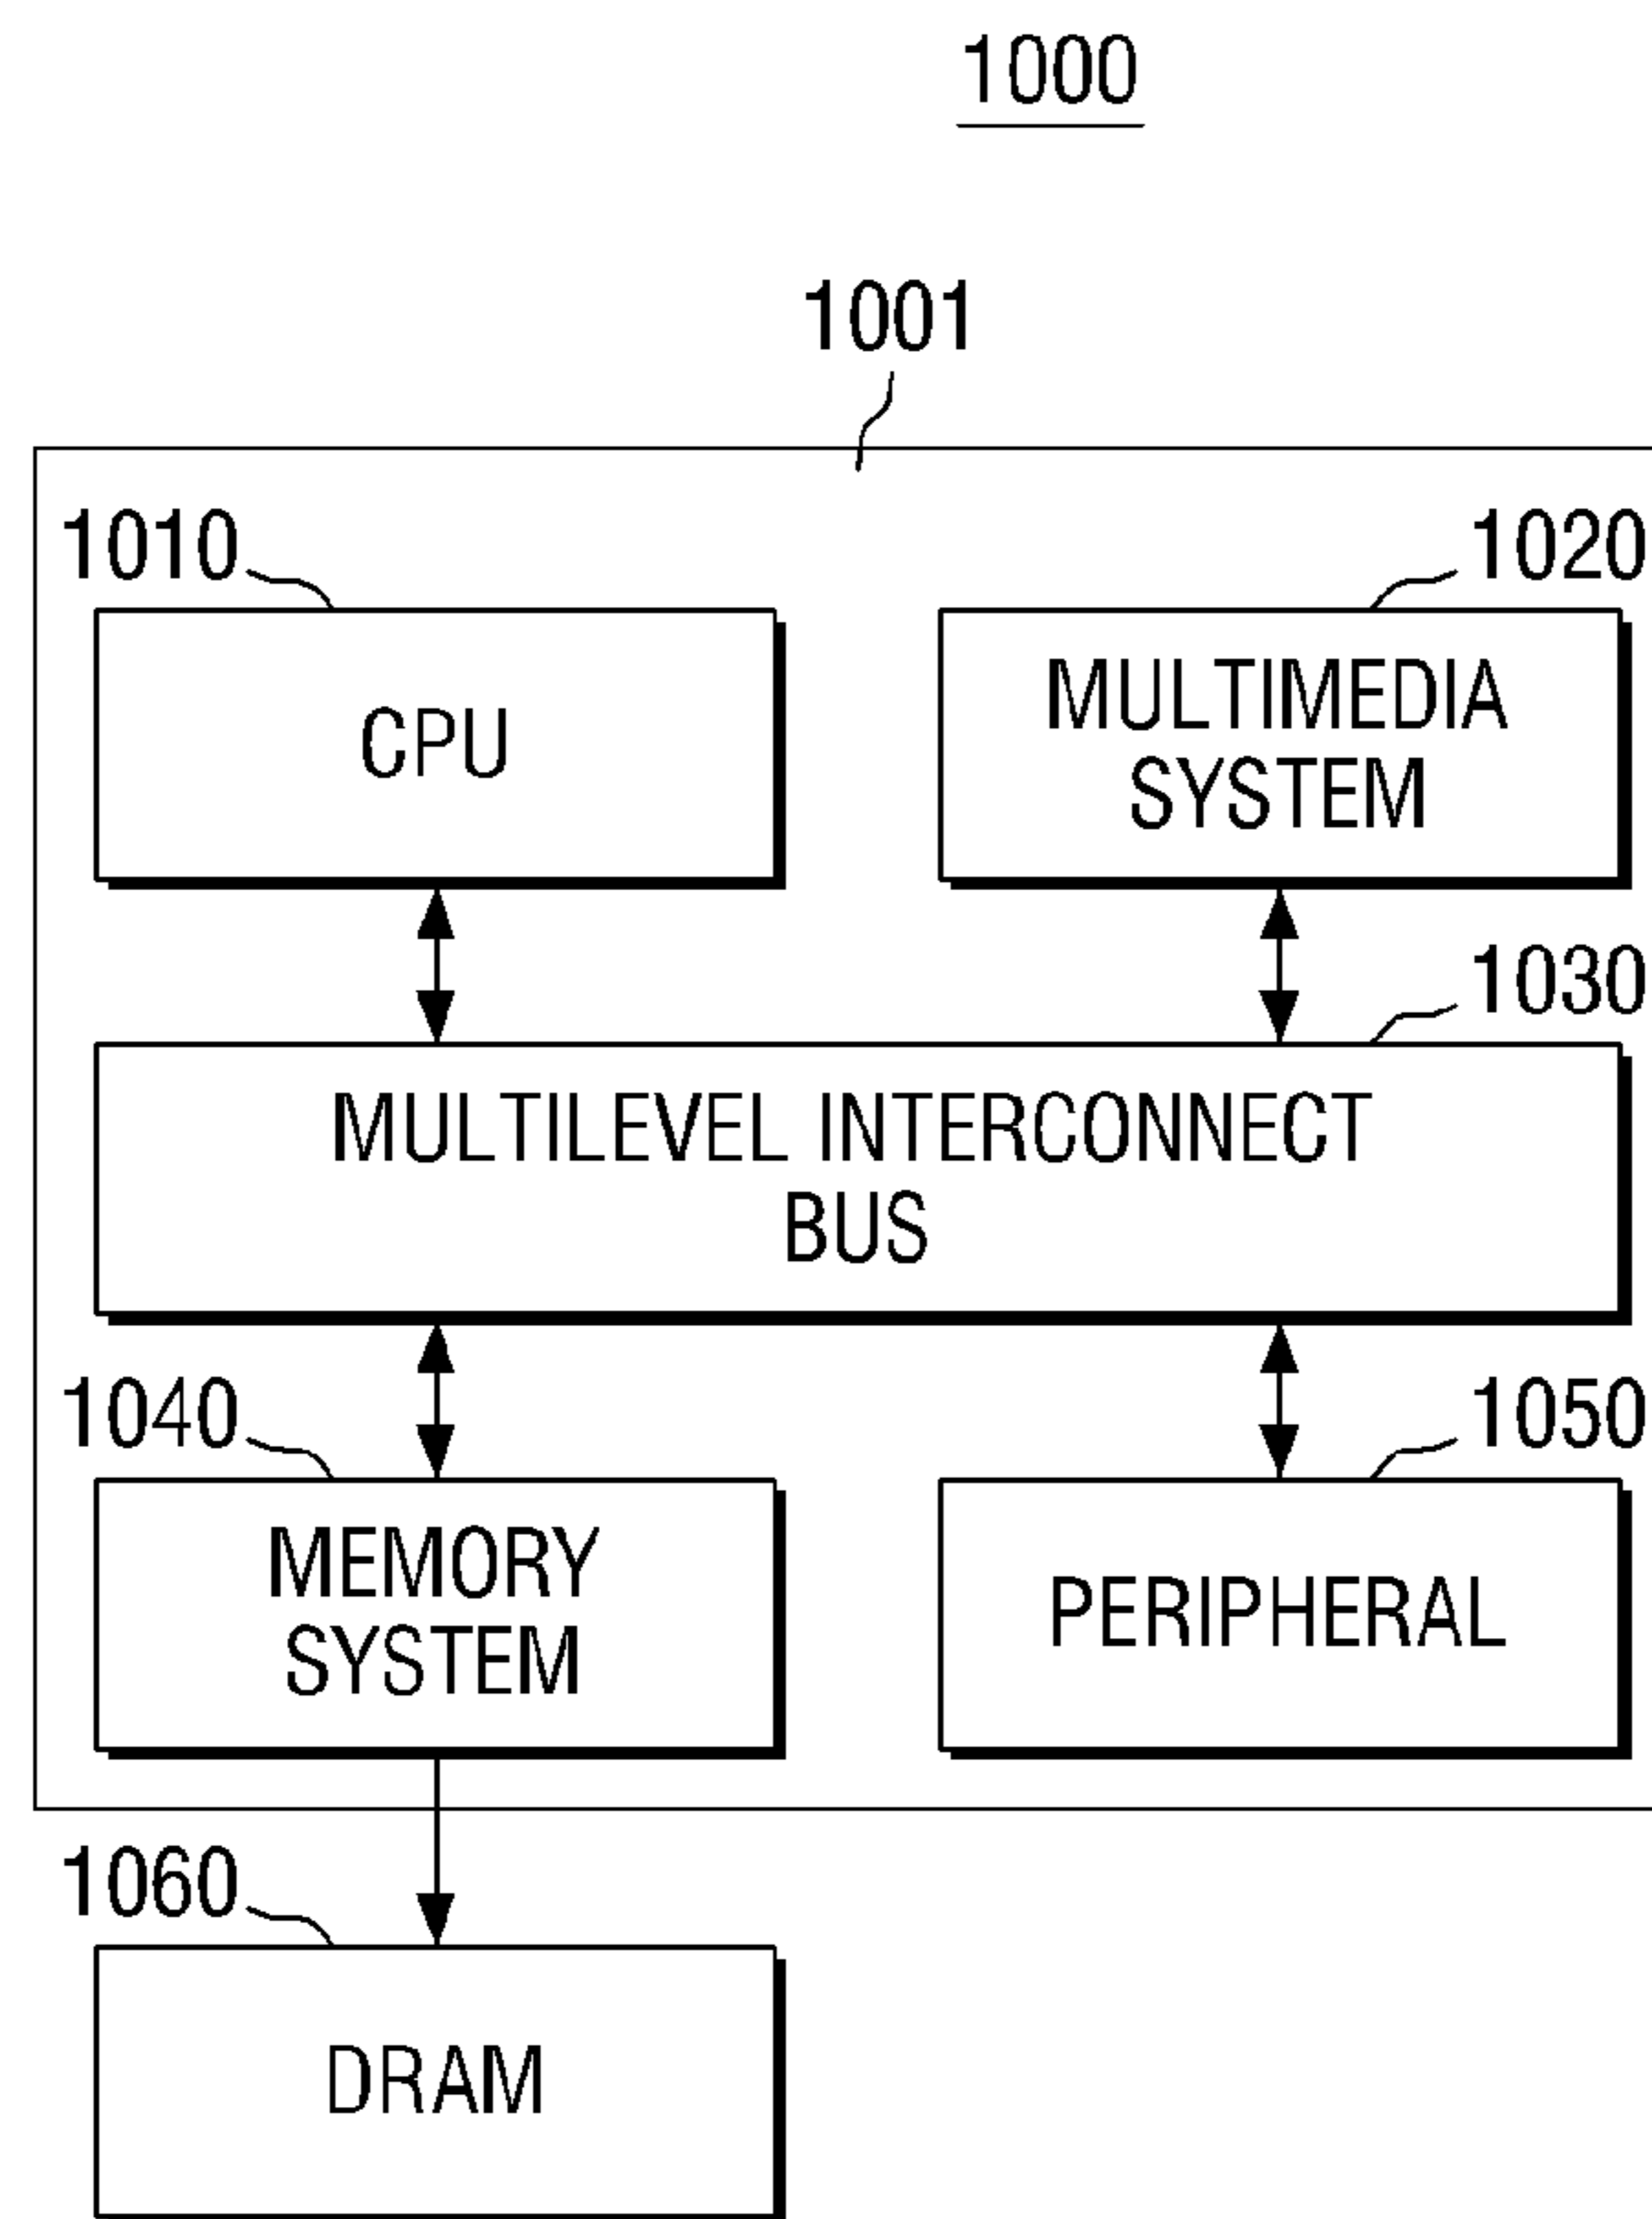 1000
1001
1010
1020
CPU
MULTIMEDIA
SYSTEM
1030
MULTILEVEL INTERCONNECT
BUS
1040
1050
MEMORY
SYSTEM
PERIPHERAL
1060
DRAM